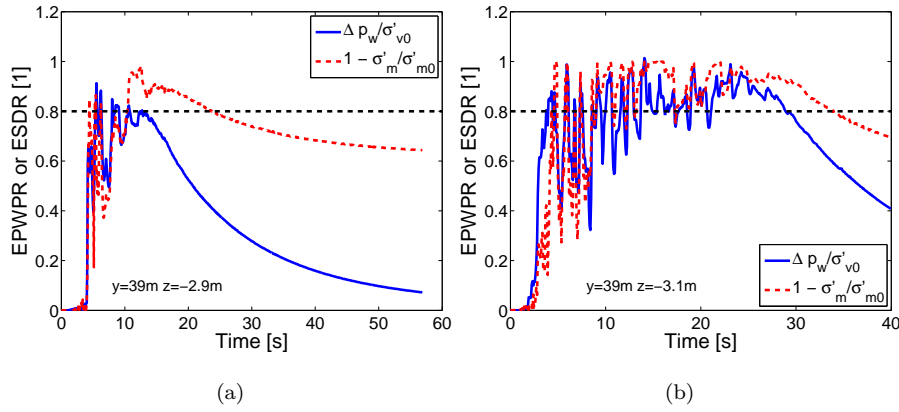 1.2
1
0.8
0.6
0.4
0.2
0
EPWPR or ESDR [1]
Δ p_w/σ'_v0
1 − σ'_m/σ'_m0
y=39m z=−2.9m
0 10 20 30 40 50 60
Time [s]
(a)
1.2
1
0.8
0.6
0.4
0.2
0
EPWPR or ESDR [1]
y=39m z=−3.1m
Δ p_w/σ'_v0
1 − σ'_m/σ'_m0
0 10 20 30 40
Time [s]
(b)